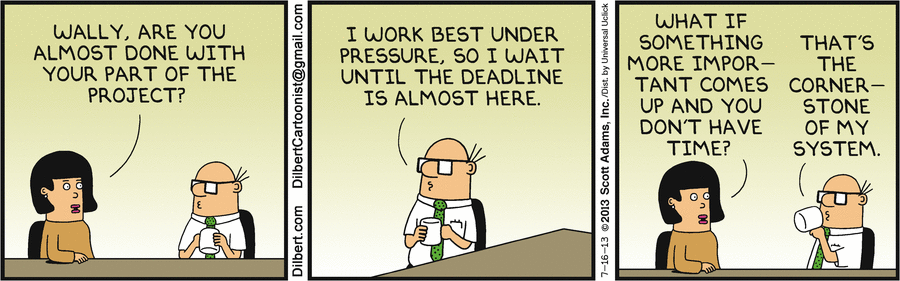 WALLY, ARE YOU
ALMOST DONE WITH
YOUR PART OF THE
PROJECT?
Dilbert.com DilbertCartoonist@gmail.com
I WORK BEST UNDER
PRESSURE, SO I WAIT
UNTIL THE DEADLINE
IS ALMOST HERE.
7-16-13 © 2013 Scott Adams, Inc. /Dist. by Universal Uclick
WHAT IF
SOMETHING
MORE IMPOR-
TANT COMES
UP AND YOU
DON'T HAVE
TIME?
THAT'S
THE
CORNER-
STONE
OF MY
SYSTEM.